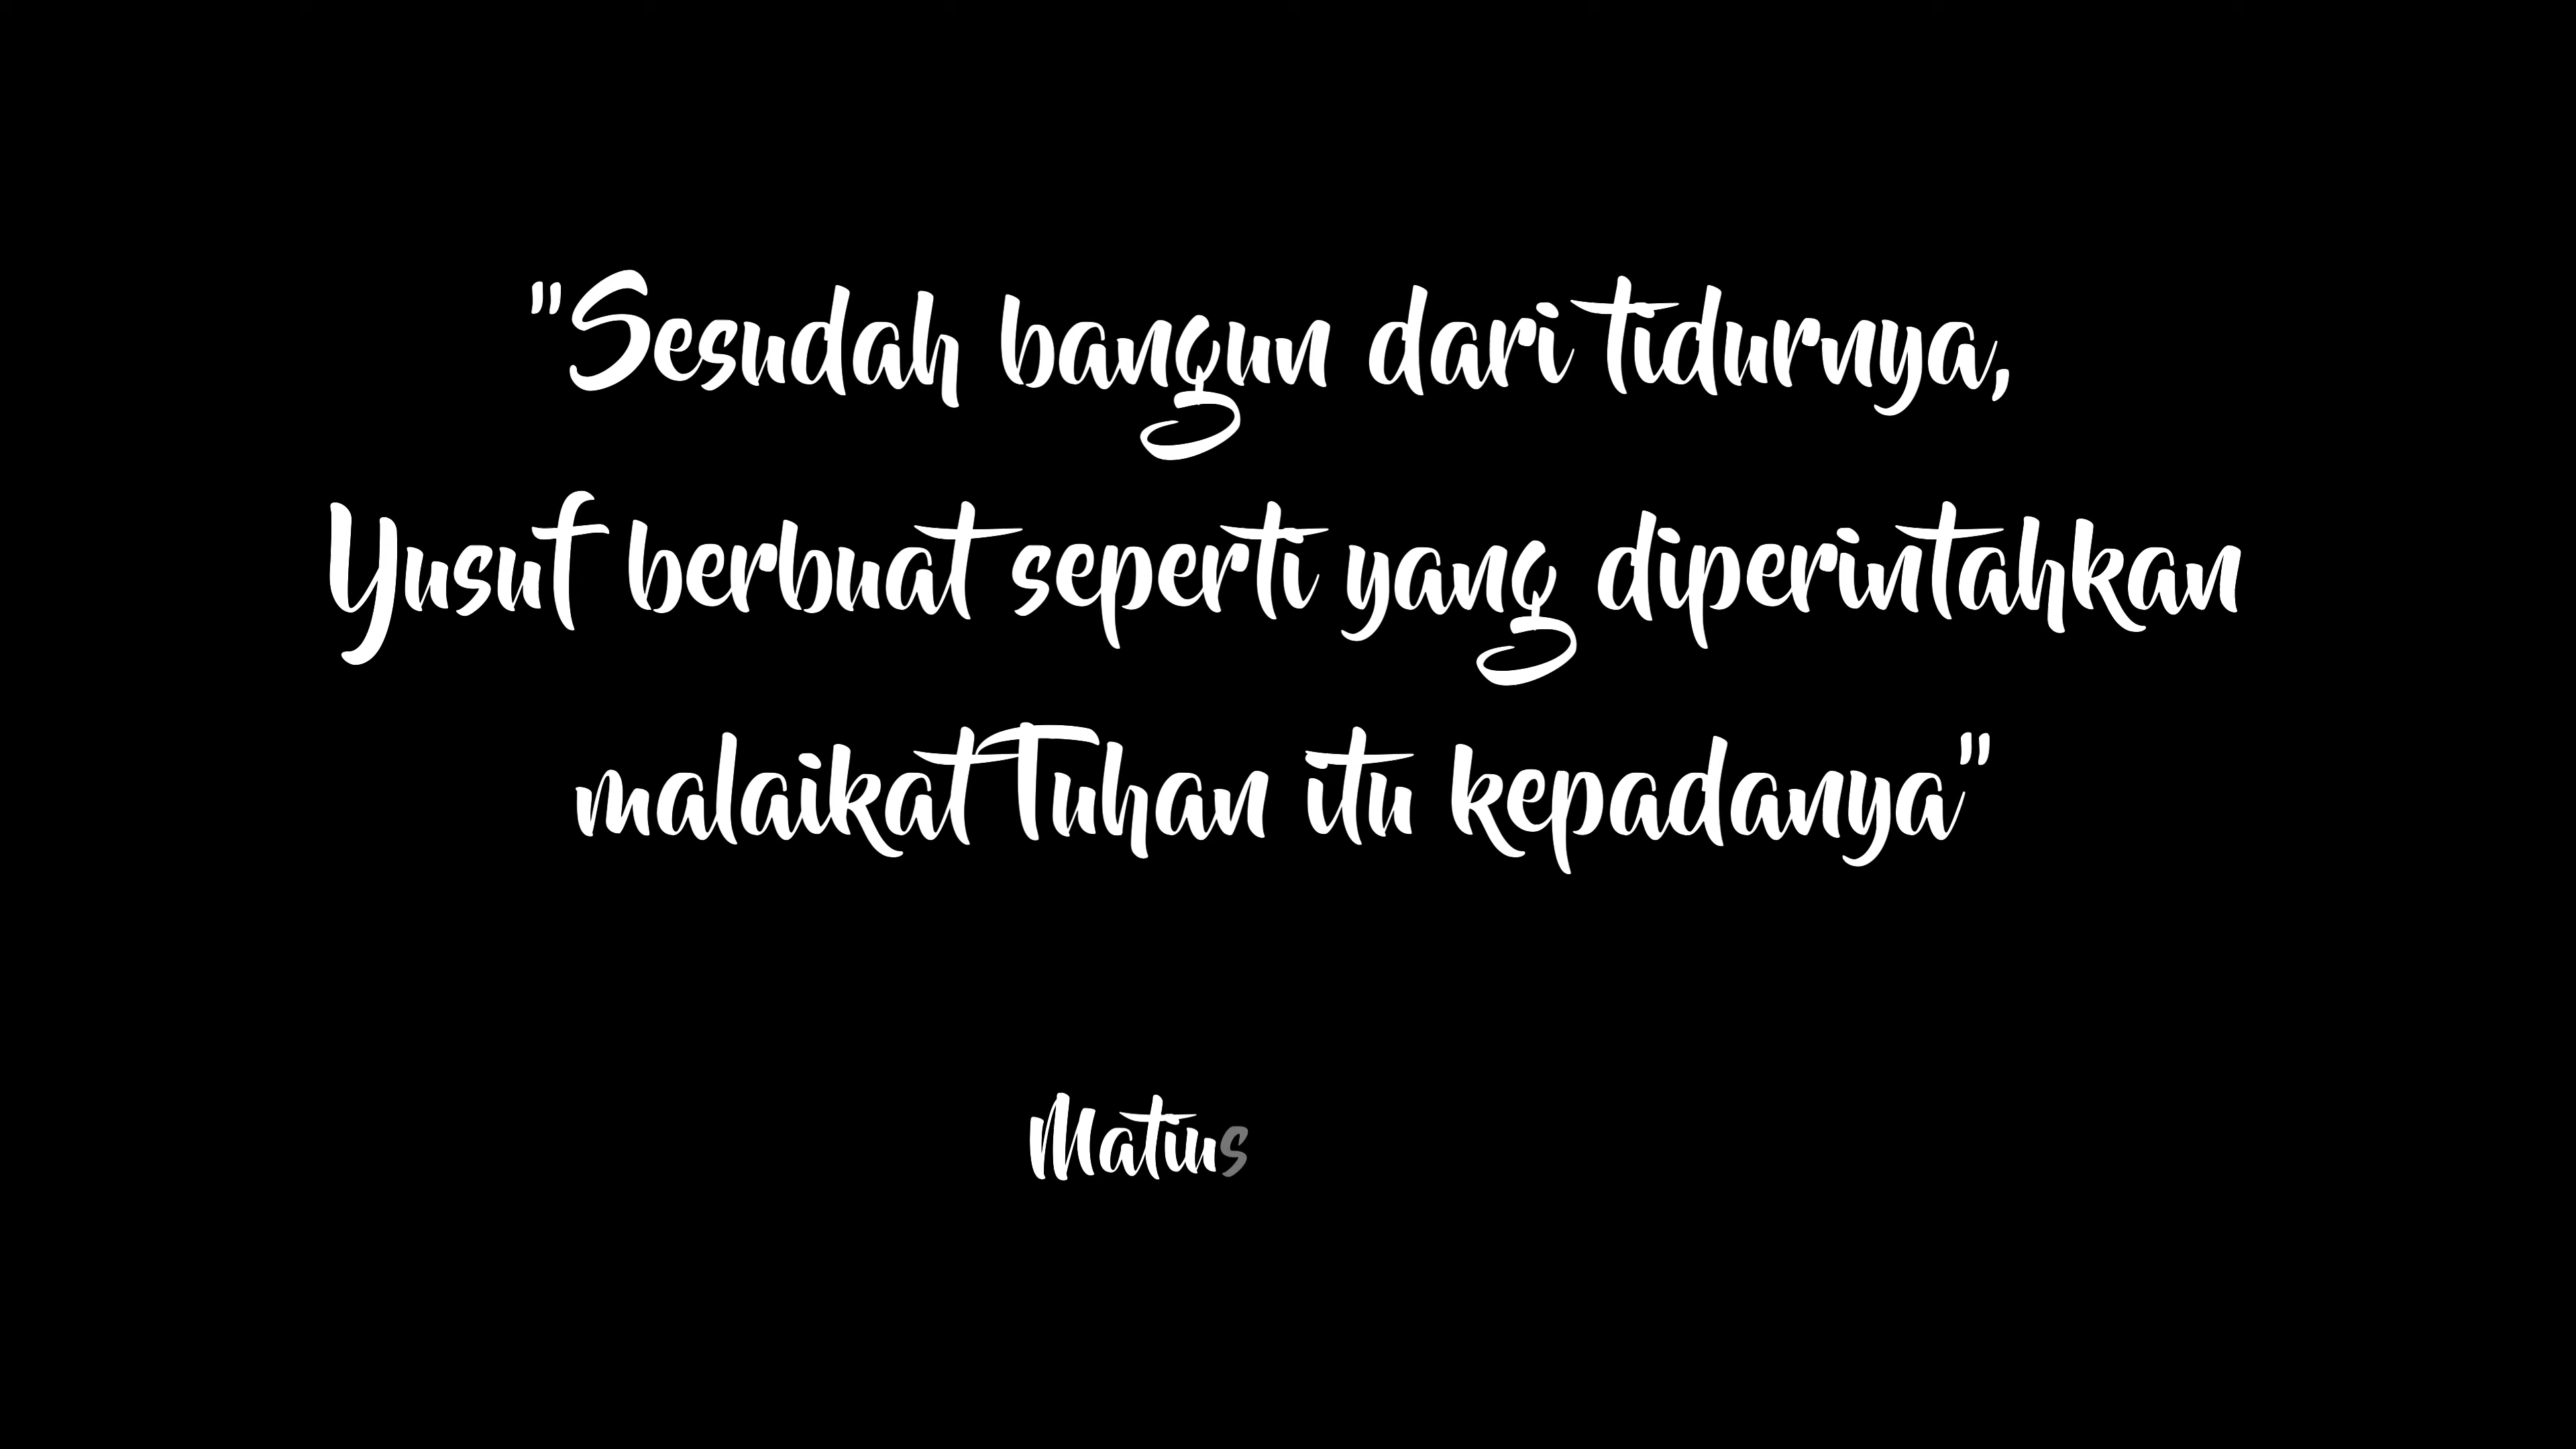 "Sesudah bangun dari tidurnya,
Yusuf berbuat seperti yang diperintahkan
malaikat Tuhan itu kepadanya"
Matius